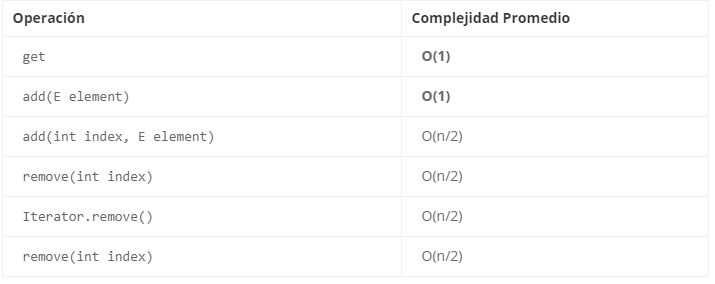 Operación Complejidad Promedio
get O(1)
add(E element) O(1)
add(int index, E element) O(n/2)
remove(int index) O(n/2)
Iterator.remove() O(n/2)
remove(int index) O(n/2)